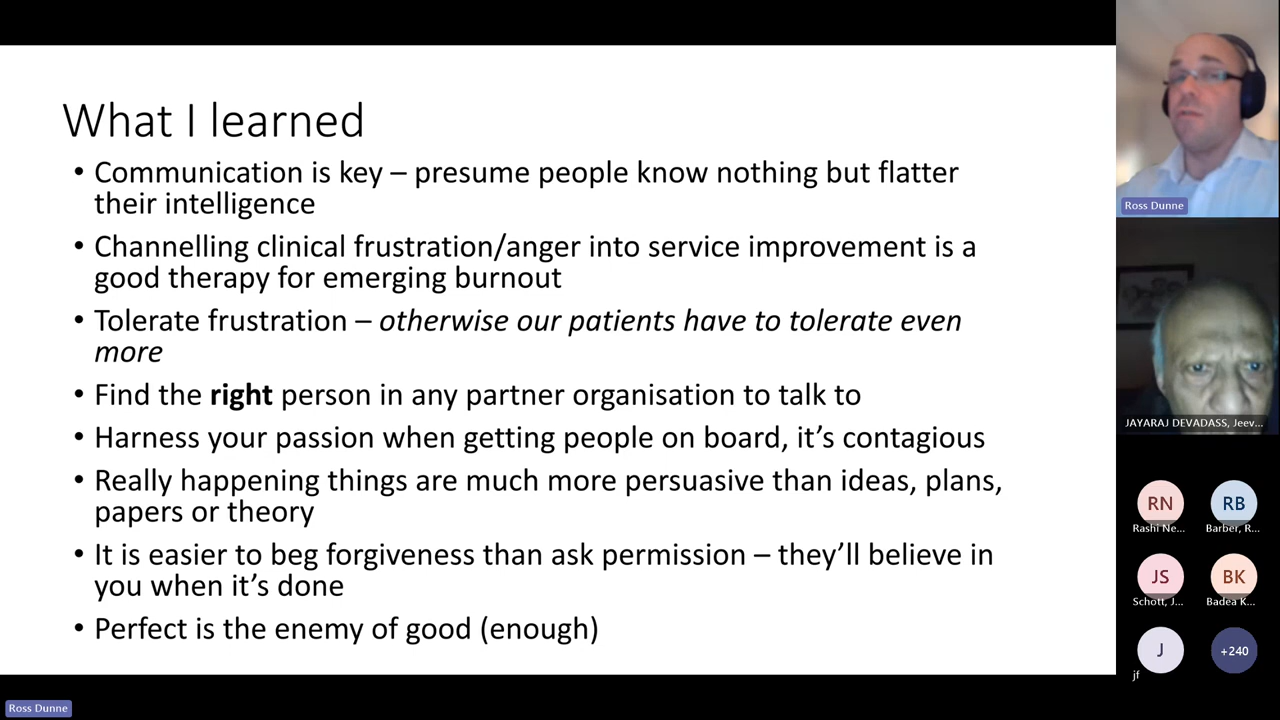 What I learned
• Communication is key – presume people know nothing but flatter
their intelligence
• Channelling clinical frustration/anger into service improvement is a
good therapy for emerging burnout
• Tolerate frustration – otherwise our patients have to tolerate even
more
• Find the right person in any partner organisation to talk to
• Harness your passion when getting people on board, it’s contagious
• Really happening things are much more persuasive than ideas, plans,
papers or theory
• It is easier to beg forgiveness than ask permission – they’ll believe in
you when it’s done
• Perfect is the enemy of good (enough)
Ross Dunne
JAYARAJ DEVADASS, Jeev...
RN RB
Rashi Ne... Barber, R...
JS BK
Schott, J... Badea K...
J +240
jf
Ross Dunne